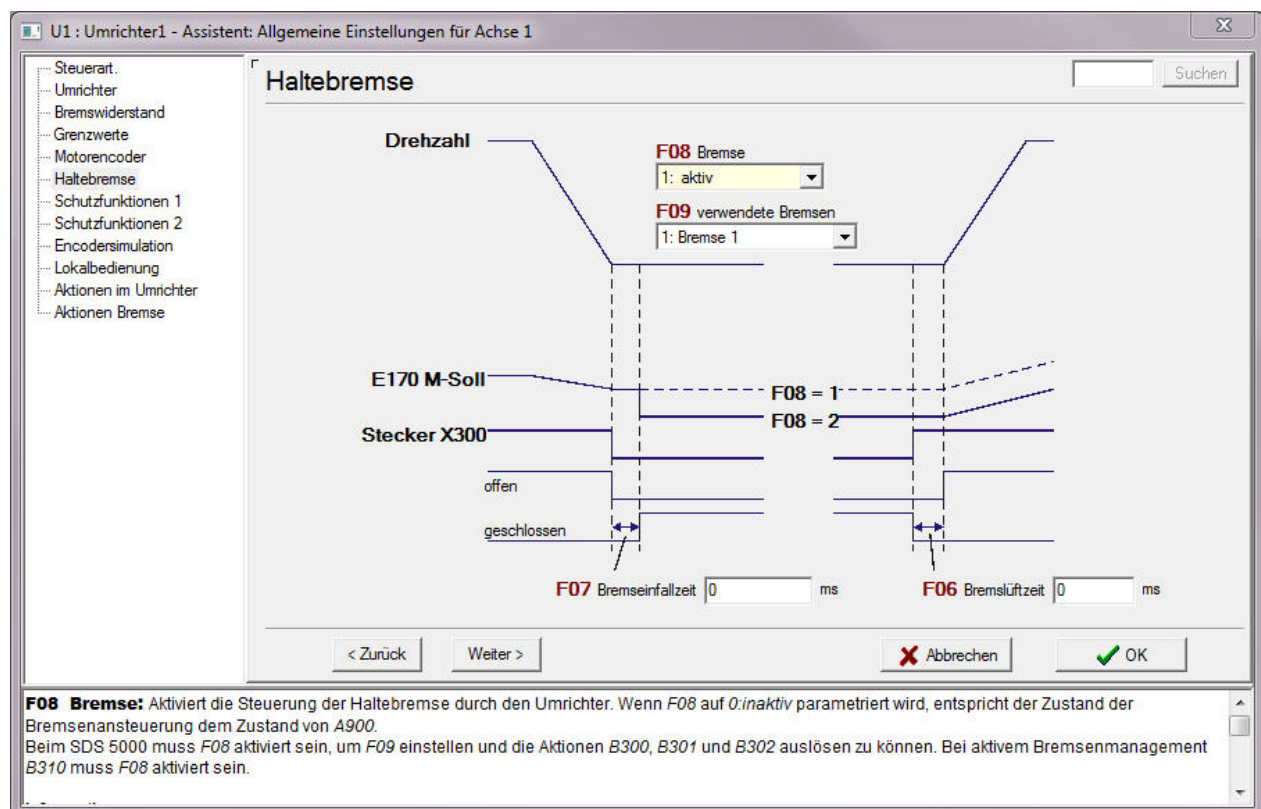 U1 : Umrichter1 - Assistent: Allgemeine Einstellungen für Achse 1
Steuerart.
Umrichter
Bremswiderstand
Grenzwerte
Motorencoder
Haltebremse
Schutzfunktionen 1
Schutzfunktionen 2
Encodersimulation
Lokalbedienung
Aktionen im Umrichter
Aktionen Bremse
Haltebremse
Suchen
Drehzahl
F08 Bremse
1: aktiv
F09 verwendete Bremsen
1: Bremse 1
E170 M-Soll
F08 = 1
F08 = 2
Stecker X300
offen
geschlossen
F07 Bremseinfallzeit 0 ms
F06 Bremslüftzeit 0 ms
< Zurück
Weiter >
Abbrechen
OK
F08 Bremse: Aktiviert die Steuerung der Haltebremse durch den Umrichter. Wenn F08 auf 0:inaktiv parametriert wird, entspricht der Zustand der
Bremsenansteuerung dem Zustand von A900.
Beim SDS 5000 muss F08 aktiviert sein, um F09 einstellen und die Aktionen B300, B301 und B302 auslösen zu können. Bei aktivem Bremsenmanagement
B310 muss F08 aktiviert sein.